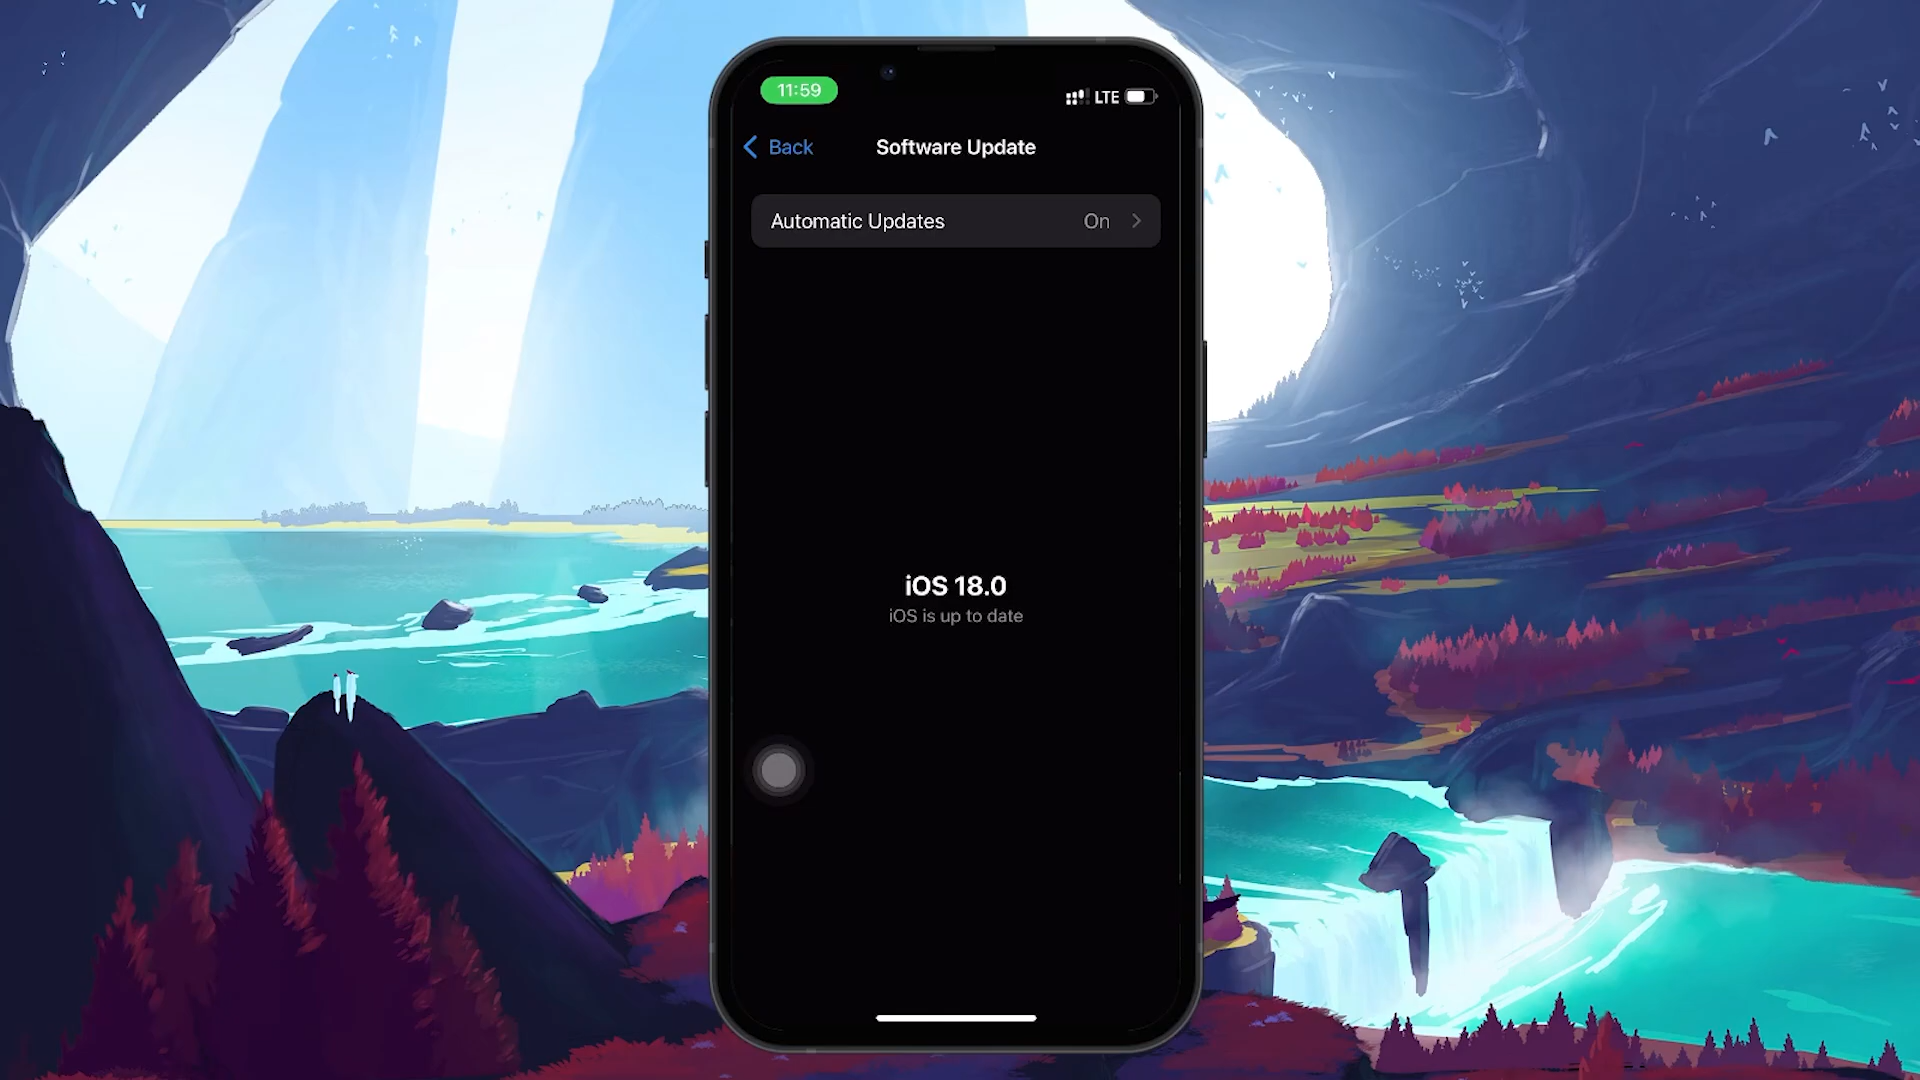 11:59
LTE
Back
Software Update
Automatic Updates
On
iOS 18.0
iOS is up to date